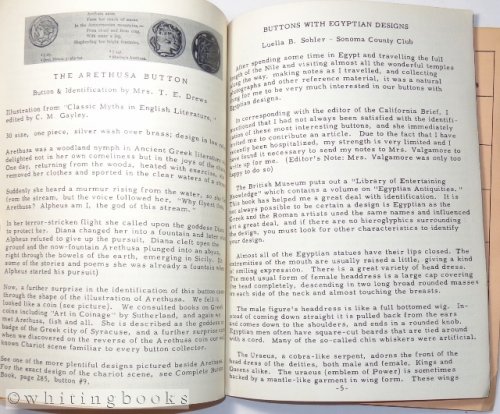 THE ARETHUSA BUTTON
Button & Identification by Mrs. T. E. Drews
Illustration from "Classic Myths in English Literature,"
edited by C. M. Gayley.
30 size, one piece, silver wash over brass; design in low
Arethusa was a woodland nymph in Ancient Greek literature
delighted not in her own comeliness but in the joys of the
One day, returning from the woods, heated with exercise,
removed her clothes and sported in the clear waters of a
Suddenly she heard a murmur rising from the water, so she
from the stream, but the voice followed her. "Why flyest
Arethusa? Alpheus am I, the god of this stream."
In her terror-stricken flight she called upon the goddess
to protect her. Diana changed her into a fountain and
Alpheus refused to give up the pursuit. Diana cleft open
ground and the now-fountain Arethusa plunged into an abyss,
right through the bowels of the earth, emerging in Sicily.
some of the stories and poems she was already a fountain when
Alpheus started his pursuit)
Now, a further surprise in the Identification of this button
through the shape of the illustration of Arethusa. We
looked like a coin (see picture). We consulted books on
coins including "Art in Coinage" by Sutherland, and again we
met Arethusa, fish and all. She is described as the goddess
badge of the Greek city of Syracuse, and a further surprise
when we discovered on the reverse of the Arethusa coin our
known Chariot scene familiar to every button collector.
See one of the more plentiful designs pictured beside Arethusa.
For the exact design of the chariot scene, see Complete Button
Book, page 285, button #9.
BUTTONS WITH EGYPTIAN DESIGNS
Luella B. Sohler - Sonoma County Club
After spending some time in Egypt and travelling the full
length of the Nile and visiting almost all the wonderful temples
along the way, making notes as I travelled, and collecting
photographs and other reference material, it was a natural
thing for me to be very much interested in our buttons with
Egyptian designs.
In corresponding with the editor of the California Brief, I
mentioned that I had not always been satisfied with the identifi-
cations of these most interesting buttons, and she immediately
asked me to contribute an article. Due to the fact that I have
recently been hospitalized, my strength is very limited and I
have found it necessary to send my notes to Mrs. Valgamore to
write up for me. (Editor's Note: Mrs. Valgamore was only too
happy to do so)
The British Museum puts out a "Library of Entertaining
Knowledge" which contains a volume on "Egyptian Antiquities."
This book has helped me a great deal with identification. It is
not always possible to be certain a design is Egyptian as the
Greek and the Roman artists used the same names and influenced
art a great deal, and if there are no hieroglyphics surrounding
the design, you must look for other characteristics to identify
your design.
Almost all of the Egyptian statues have their lips closed. The
extremities of the mouth are usually raised a little, giving a kind
of smiling expression. There is a great variety of head dress.
The most usual form of female headdress is a large cap covering
the head completely, descending in two long broad rounded masses
on each side of the neck and almost touching the breasts.
The male figure's headdress is like a full bottomed wig. In-
stead of coming down straight it is pulled back from the ears
and comes down to the shoulders, and ends in a rounded knob.
Egyptian men often have square-cut beards that are tied around
with a cord. Many of the so-called chin whiskers were artificial.
The Uraeus, a cobra-like serpent, adorns the front of the
head dress of the deities, both male and female, Kings and
Queens alike. The uraeus (emblem of Power) is sometimes
backed by a mantle-like garment in wing form. These wings
- 5 -
©whitingbooks